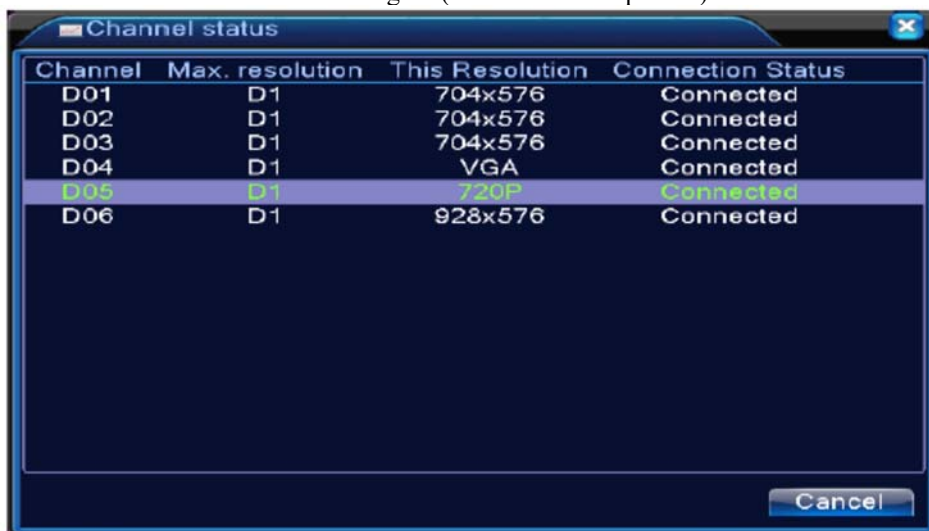 Channel status
Channel Max. resolution This Resolution Connection Status
D01 D1 704x576 Connected
D02 D1 704x576 Connected
D03 D1 704x576 Connected
D04 D1 VGA Connected
D05 D1 720P Connected
D06 D1 928x576 Connected
Cancel